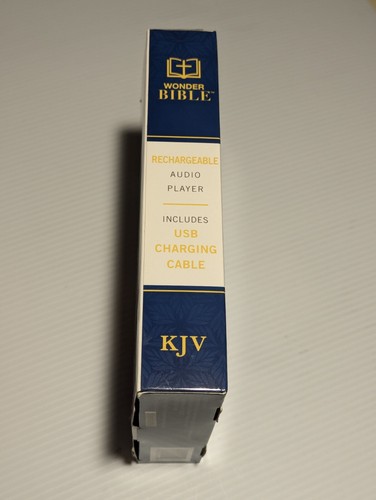 WONDER
BIBLE™
RECHARGEABLE
AUDIO
PLAYER
INCLUDES
USB
CHARGING
CABLE
KJV